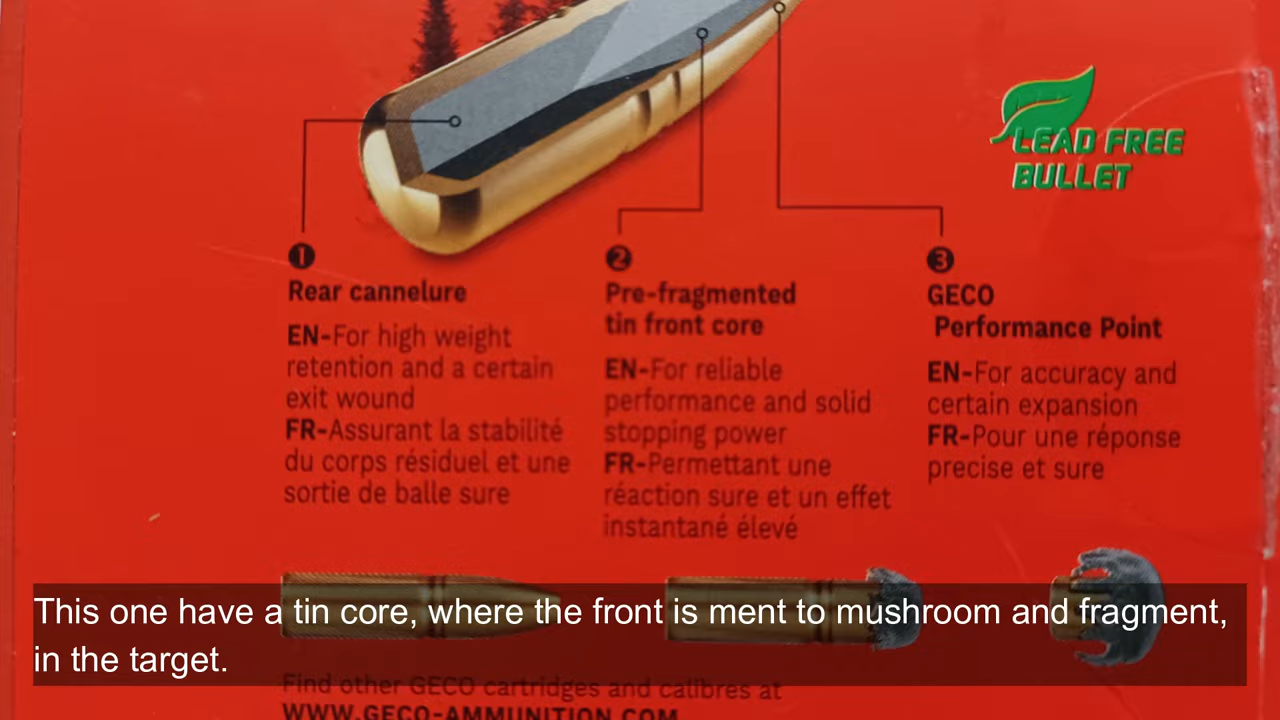 LEAD FREE
BULLET
1
Rear cannelure
EN-For high weight
retention and a certain
exit wound
FR-Assurant la stabilité
du corps résiduel et une
sortie de balle sure
2
Pre-fragmented
tin front core
EN-For reliable
performance and solid
stopping power
FR-Permettant une
réaction sure et un effet
instantané élevé
3
GECO
Performance Point
EN-For accuracy and
certain expansion
FR-Pour une réponse
precise et sure
This one have a tin core, where the front is ment to mushroom and fragment,
in the target.
Find other GECO cartridges and calibres at
WWW.GECO-AMMUNITION.COM